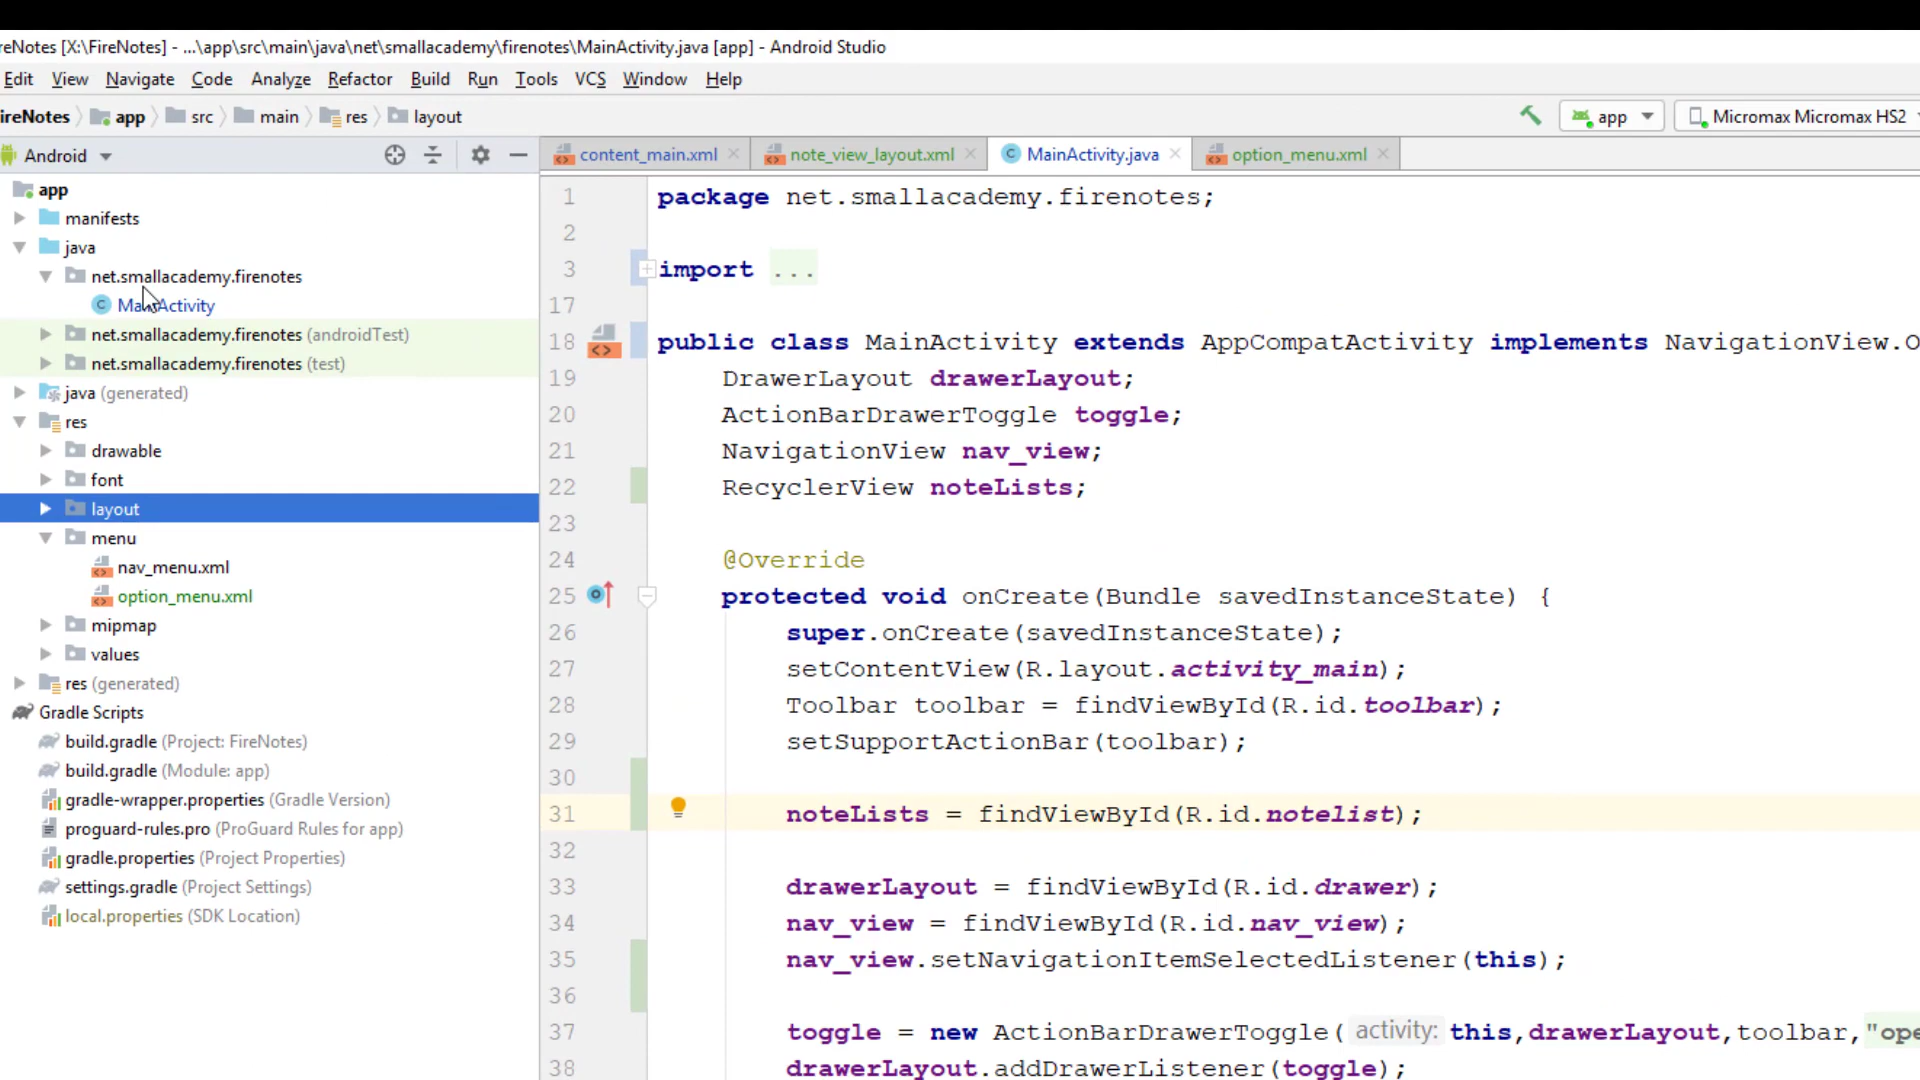 ireNotes [X:\FireNotes] - ...\app\src\main\java\net\smallacademy\firenotes\MainActivity.java [app] - Android Studio
Edit View Navigate Code Analyze Refactor Build Run Tools VCS Window Help
ireNotes app src main res layout
app Micromax Micromax HS2
Android
content_main.xml note_view_layout.xml MainActivity.java option_menu.xml
app
manifests
java
net.smallacademy.firenotes
MainActivity
net.smallacademy.firenotes (androidTest)
net.smallacademy.firenotes (test)
java (generated)
res
drawable
font
layout
menu
nav_menu.xml
option_menu.xml
mipmap
values
res (generated)
Gradle Scripts
build.gradle (Project: FireNotes)
build.gradle (Module: app)
gradle-wrapper.properties (Gradle Version)
proguard-rules.pro (ProGuard Rules for app)
gradle.properties (Project Properties)
settings.gradle (Project Settings)
local.properties (SDK Location)
1 package net.smallacademy.firenotes;
2
3 import ...
17
18 public class MainActivity extends AppCompatActivity implements NavigationView.O
19 DrawerLayout drawerLayout;
20 ActionBarDrawerToggle toggle;
21 NavigationView nav_view;
22 RecyclerView noteLists;
23
24 @Override
25 protected void onCreate(Bundle savedInstanceState) {
26 super.onCreate(savedInstanceState);
27 setContentView(R.layout.activity_main);
28 Toolbar toolbar = findViewById(R.id.toolbar);
29 setSupportActionBar(toolbar);
30
31 noteLists = findViewById(R.id.notelist);
32
33 drawerLayout = findViewById(R.id.drawer);
34 nav_view = findViewById(R.id.nav_view);
35 nav_view.setNavigationItemSelectedListener(this);
36
37 toggle = new ActionBarDrawerToggle( activity: this,drawerLayout,toolbar,"ope
38 drawerLayout.addDrawerListener(toggle);